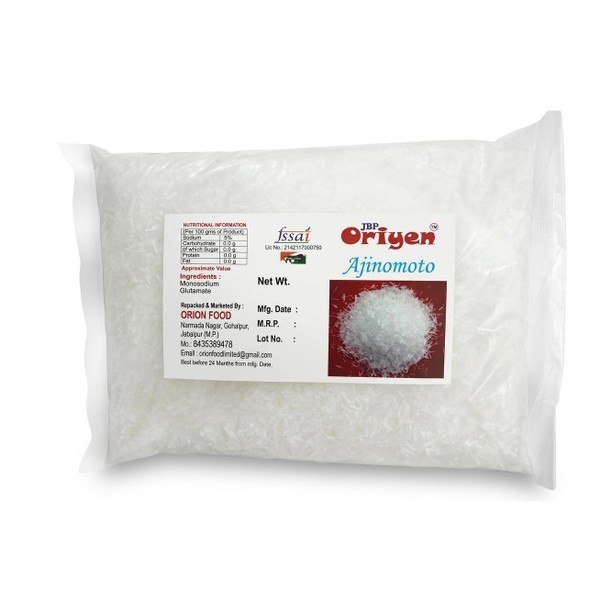 NUTRITIONAL INFORMATION
(Per 100 gms of Product)
Sodium 5%
Carbohydrate 0.0 g
of which Sugar 0.0 g
Protein 0.0 g
Fat 0.0 g
Approximate Value
Ingredients :
Monosodium
Glutamate
Repacked & Marketed By :
ORION FOOD
Narmada Nagar, Gohalpur,
Jabalpur (M.P.)
Mo.: 8435389478
Email : orionfoodlimited@gmail.com
Best before 24 Manths from mfg. Date.
fssai
Lic No.: 2142117000750
Net Wt.
Mfg. Date :
M.R.P. :
Lot No. :
JBP
Oriyen TM
Ajinomoto